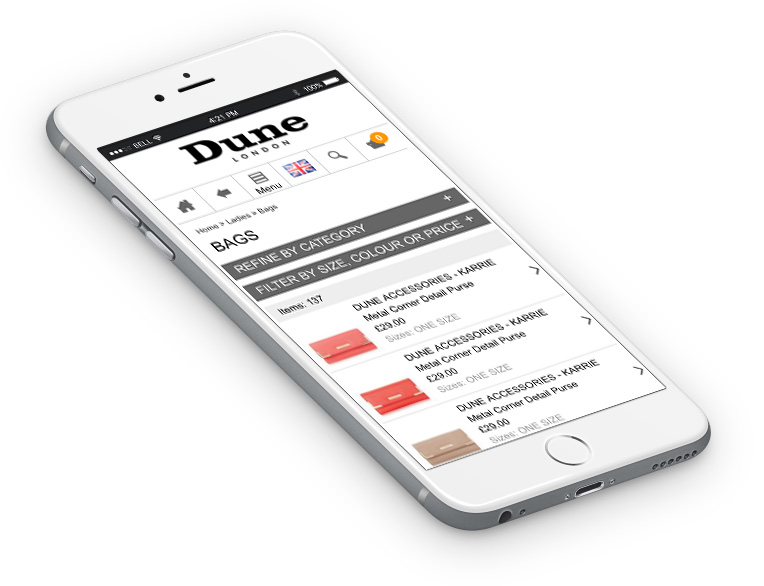 BELL 4:21 PM 100%
Dune
LONDON
0
Menu
Home > Ladies > Bags
BAGS
REFINE BY CATEGORY +
FILTER BY SIZE, COLOUR OR PRICE +
Items: 137
DUNE ACCESSORIES - KARRIE
Metal Corner Detail Purse
£29.00
Sizes: ONE SIZE
DUNE ACCESSORIES - KARRIE
Metal Corner Detail Purse
£29.00
Sizes: ONE SIZE
DUNE ACCESSORIES - KARRIE
Metal Corner Detail Purse
£29.00
Sizes: ONE SIZE